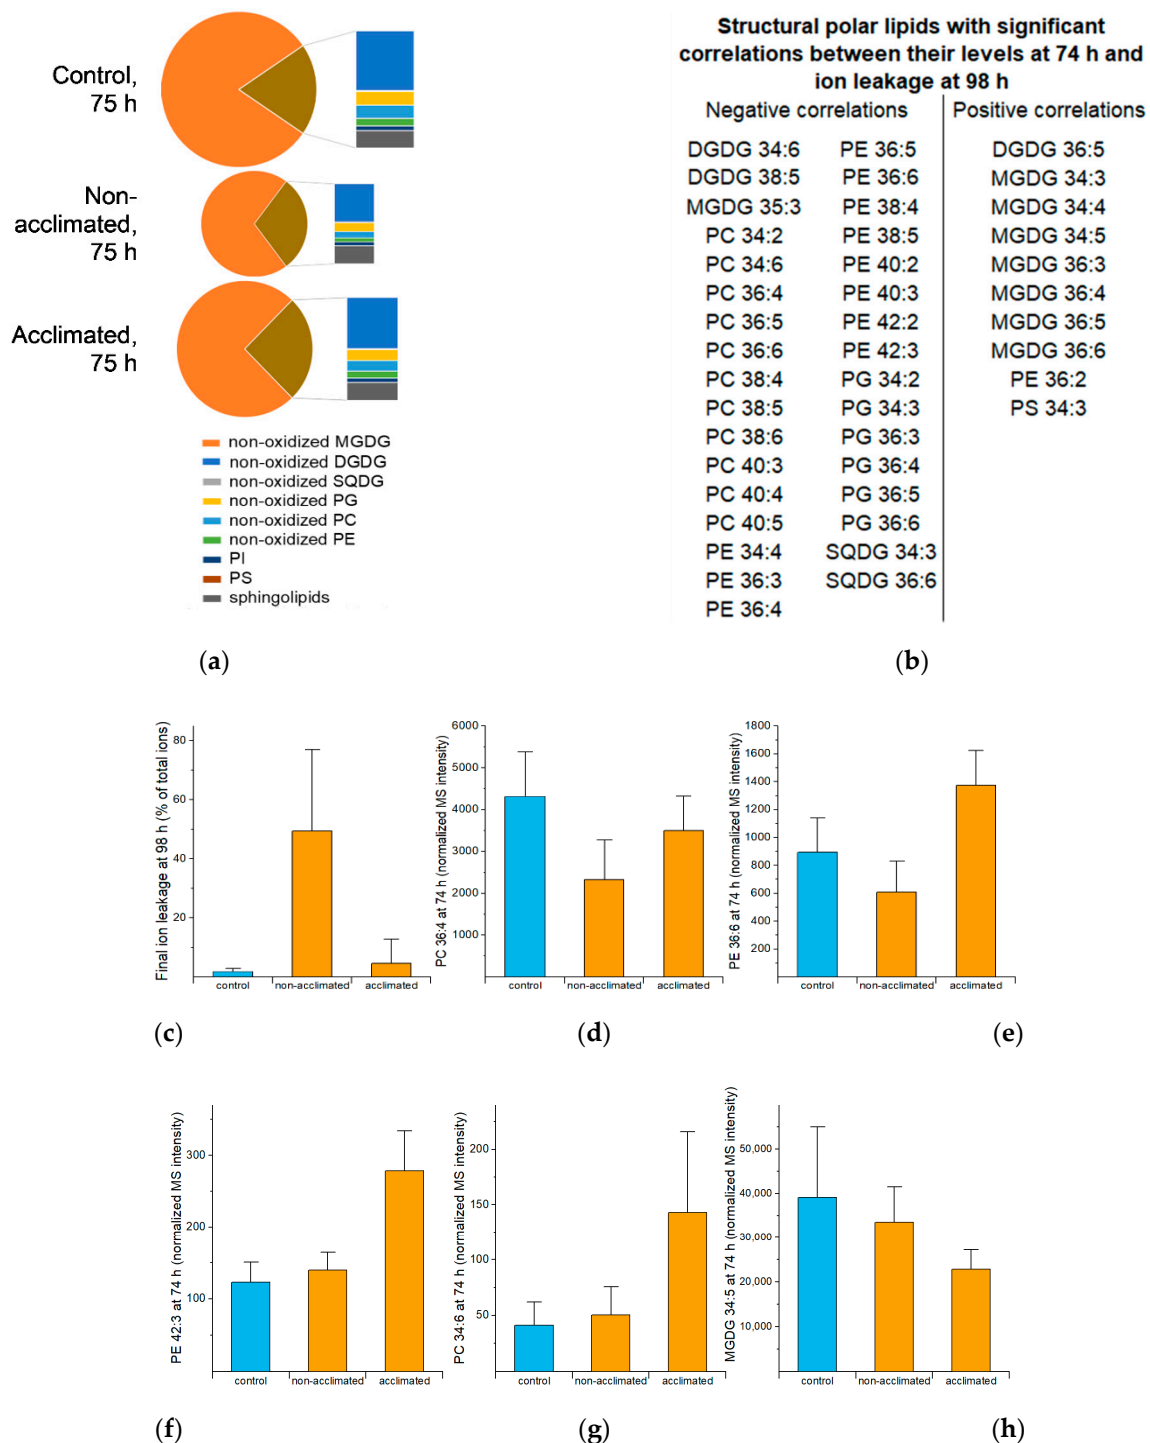 Control,
75 h
Non-
acclimated,
75 h
Acclimated,
75 h
non-oxidized MGDG
non-oxidized DGDG
non-oxidized SQDG
non-oxidized PG
non-oxidized PC
non-oxidized PE
PI
PS
sphingolipids
(a)
Structural polar lipids with significant
correlations between their levels at 74 h and
ion leakage at 98 h
Negative correlations
Positive correlations
DGDG 34:6 PE 36:5 DGDG 36:5
DGDG 38:5 PE 36:6 MGDG 34:3
MGDG 35:3 PE 38:4 MGDG 34:4
PC 34:2 PE 38:5 MGDG 34:5
PC 34:6 PE 40:2 MGDG 36:3
PC 36:4 PE 40:3 MGDG 36:4
PC 36:5 PE 42:2 MGDG 36:5
PC 36:6 PE 42:3 MGDG 36:6
PC 38:4 PG 34:2 PE 36:2
PC 38:5 PG 34:3 PS 34:3
PC 38:6 PG 36:3
PC 40:3 PG 36:4
PC 40:4 PG 36:5
PC 40:5 PG 36:6
PE 34:4 SQDG 34:3
PE 36:3 SQDG 36:6
PE 36:4
(b)
Final ion leakage at 98 h (% of total ions)
80
60
40
20
control non-acclimated acclimated
(c)
PC 36:4 at 74 h (normalized MS intensity)
6000
5000
4000
3000
2000
1000
control non-acclimated acclimated
(d)
PE 36:6 at 74 h (normalized MS intensity)
1800
1600
1400
1200
1000
800
600
400
200
control non-acclimated acclimated
(e)
PE 42:3 at 74 h (normalized MS intensity)
300
200
100
control non-acclimated acclimated
(f)
PC 34:6 at 74 h (normalized MS intensity)
200
150
100
50
control non-acclimated acclimated
(g)
MGDG 34:5 at 74 h (normalized MS intensity)
50,000
40,000
30,000
20,000
10,000
control non-acclimated acclimated
(h)